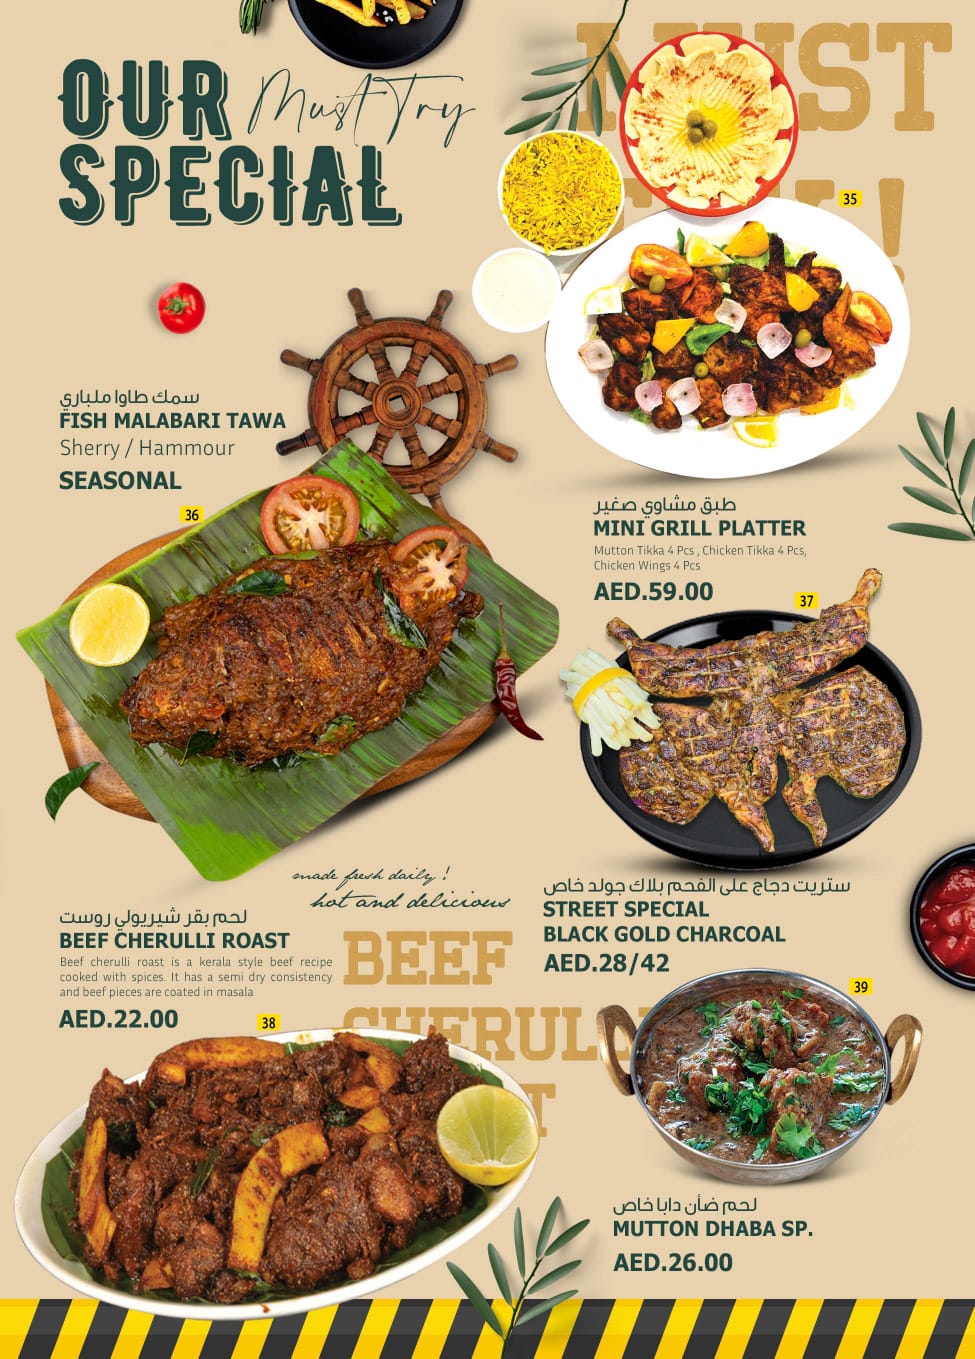 OUR
SPECIAL
Must Try
MUST
35
سمك طاوا ملباري
FISH MALABARI TAWA
Sherry / Hammour
SEASONAL
36
طبق مشاوي صغير
MINI GRILL PLATTER
Mutton Tikka 4 Pcs , Chicken Tikka 4 Pcs,
Chicken Wings 4 Pcs
AED.59.00
37
made fresh daily !
hot and delicious
ستريت دجاج على الفحم بلاك جولد خاص
STREET SPECIAL
BLACK GOLD CHARCOAL
AED.28/42
لحم بقر شيريولي روست
BEEF CHERULLI ROAST
Beef cherulli roast is a kerala style beef recipe
cooked with spices. It has a semi dry consistency
and beef pieces are coated in masala
AED.22.00
38
BEEF
CHERULLI
39
لحم ضأن دابا خاص
MUTTON DHABA SP.
AED.26.00